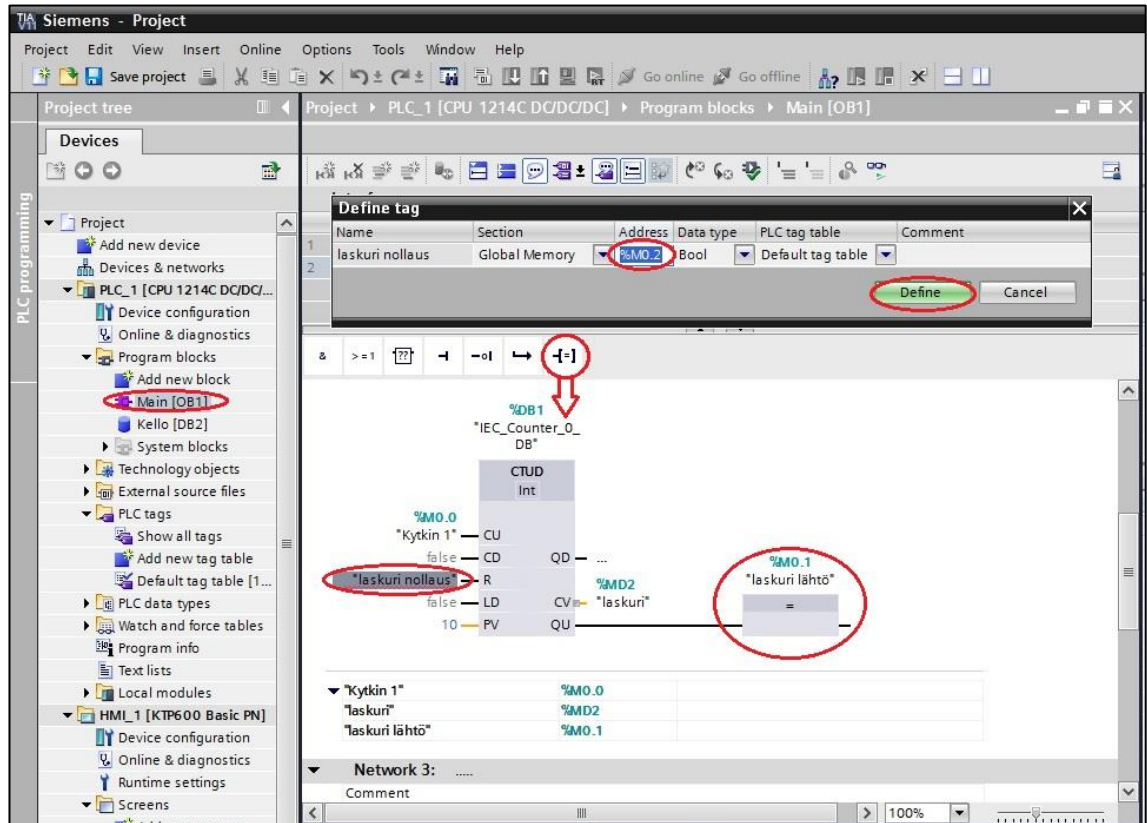 Siemens - Project
Project Edit View Insert Online Options Tools Window Help
Save project Go online Go offline
Project tree
Project PLC_1 [CPU 1214C DC/DC/DC] Program blocks Main [OB1]
Devices
PLC programming
Project
Add new device
Devices & networks
PLC_1 [CPU 1214C DC/DC/...
Device configuration
Online & diagnostics
Program blocks
Add new block
Main [OB1]
Kello [DB2]
System blocks
Technology objects
External source files
PLC tags
Show all tags
Add new tag table
Default tag table [1...
PLC data types
Watch and force tables
Program info
Text lists
Local modules
HMI_1 [KTP600 Basic PN]
Device configuration
Online & diagnostics
Runtime settings
Screens
Define tag
Name Section Address Data type PLC tag table Comment
1
laskuri nollaus Global Memory %M0.2 Bool Default tag table
2
Define Cancel
& >=1 ?? -[=]
%DB1
"IEC_Counter_0_
DB"
CTUD
Int
%M0.0
"Kytkin 1" CU
false CD QD ...
"laskuri nollaus" R
%MD2
false LD CV "laskuri"
10 PV QU
%M0.1
"laskuri lähtö"
=
"Kytkin 1" %M0.0
"laskuri" %MD2
"laskuri lähtö" %M0.1
Network 3: .....
Comment
100%